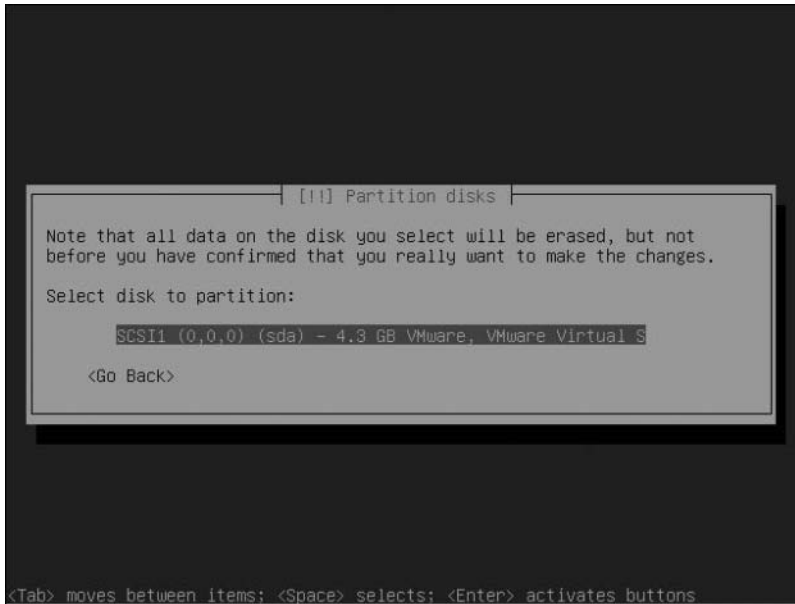 [!!] Partition disks
Note that all data on the disk you select will be erased, but not
before you have confirmed that you really want to make the changes.
Select disk to partition:
SCSI1 (0,0,0) (sda) – 4.3 GB VMware, VMware Virtual S
<Go Back>
<Tab> moves between items; <Space> selects; <Enter> activates buttons